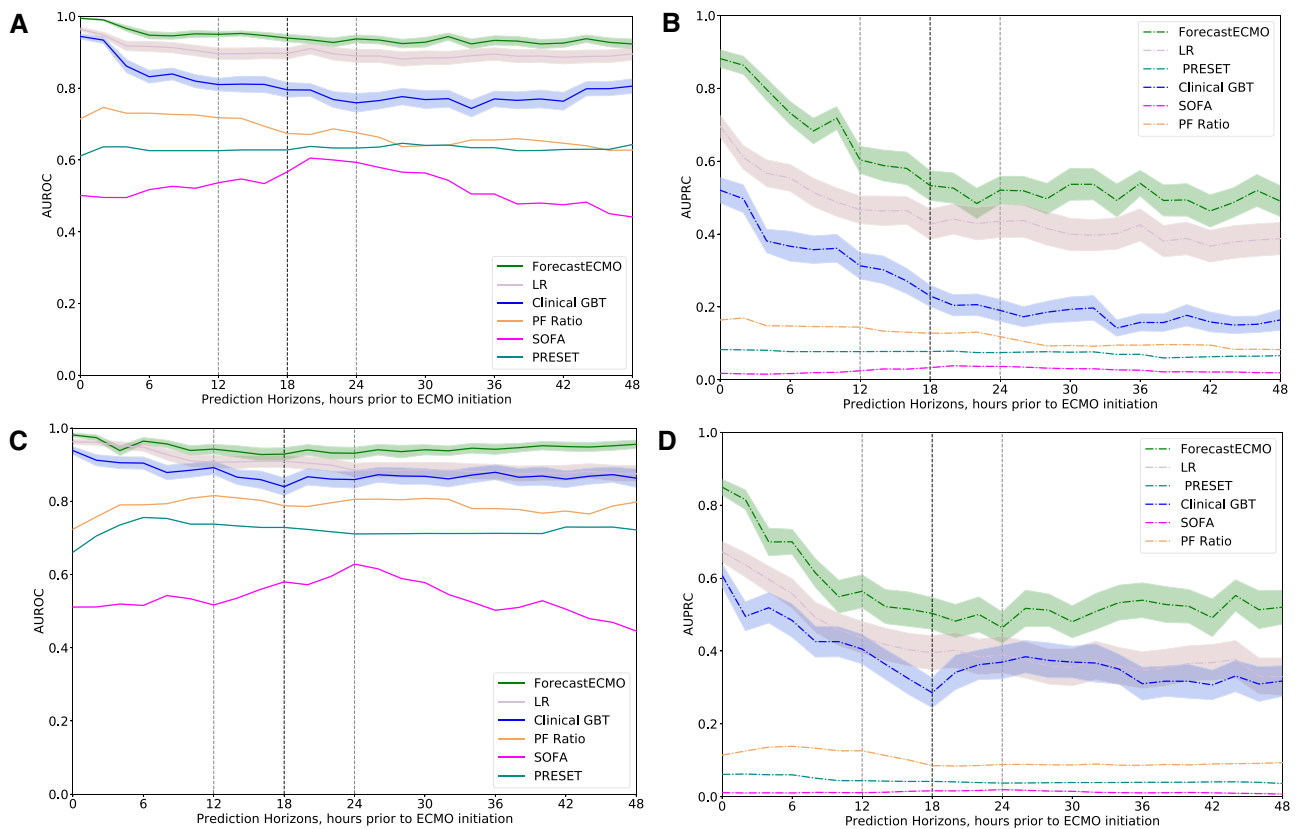 A
AUROC
1.0
0.8
0.6
0.4
0.2
0.0
0 6 12 18 24 30 36 42 48
Prediction Horizons, hours prior to ECMO initiation
ForecastECMO
LR
Clinical GBT
PF Ratio
SOFA
PRESET
B
AUPRC
1.0
0.8
0.6
0.4
0.2
0.0
0 6 12 18 24 30 36 42 48
Prediction Horizons, hours prior to ECMO initiation
ForecastECMO
LR
PRESET
Clinical GBT
SOFA
PF Ratio
C
AUROC
1.0
0.8
0.6
0.4
0.2
0.0
0 6 12 18 24 30 36 42 48
Prediction Horizons, hours prior to ECMO initiation
ForecastECMO
LR
Clinical GBT
PF Ratio
SOFA
PRESET
D
AUPRC
1.0
0.8
0.6
0.4
0.2
0.0
0 6 12 18 24 30 36 42 48
Prediction Horizons, hours prior to ECMO initiation
ForecastECMO
LR
PRESET
Clinical GBT
SOFA
PF Ratio